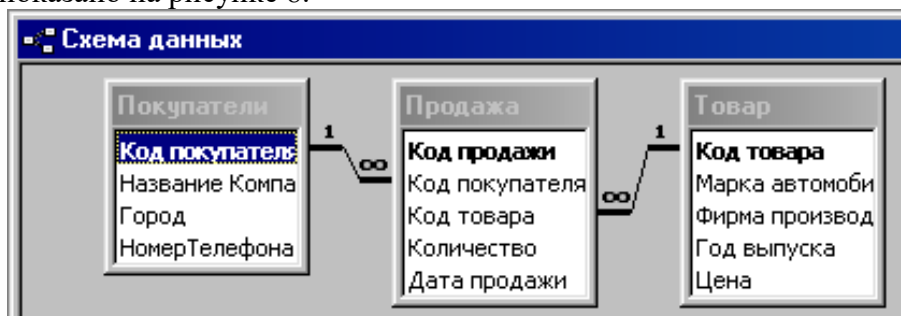 показано на рисунке 6.
Схема данных
Покупатели
Код покупателя
Название Компа
Город
НомерТелефона
1
∞
Продажа
Код продажи
Код покупателя
Код товара
Количество
Дата продажи
∞
1
Товар
Код товара
Марка автомоби
Фирма производ
Год выпуска
Цена